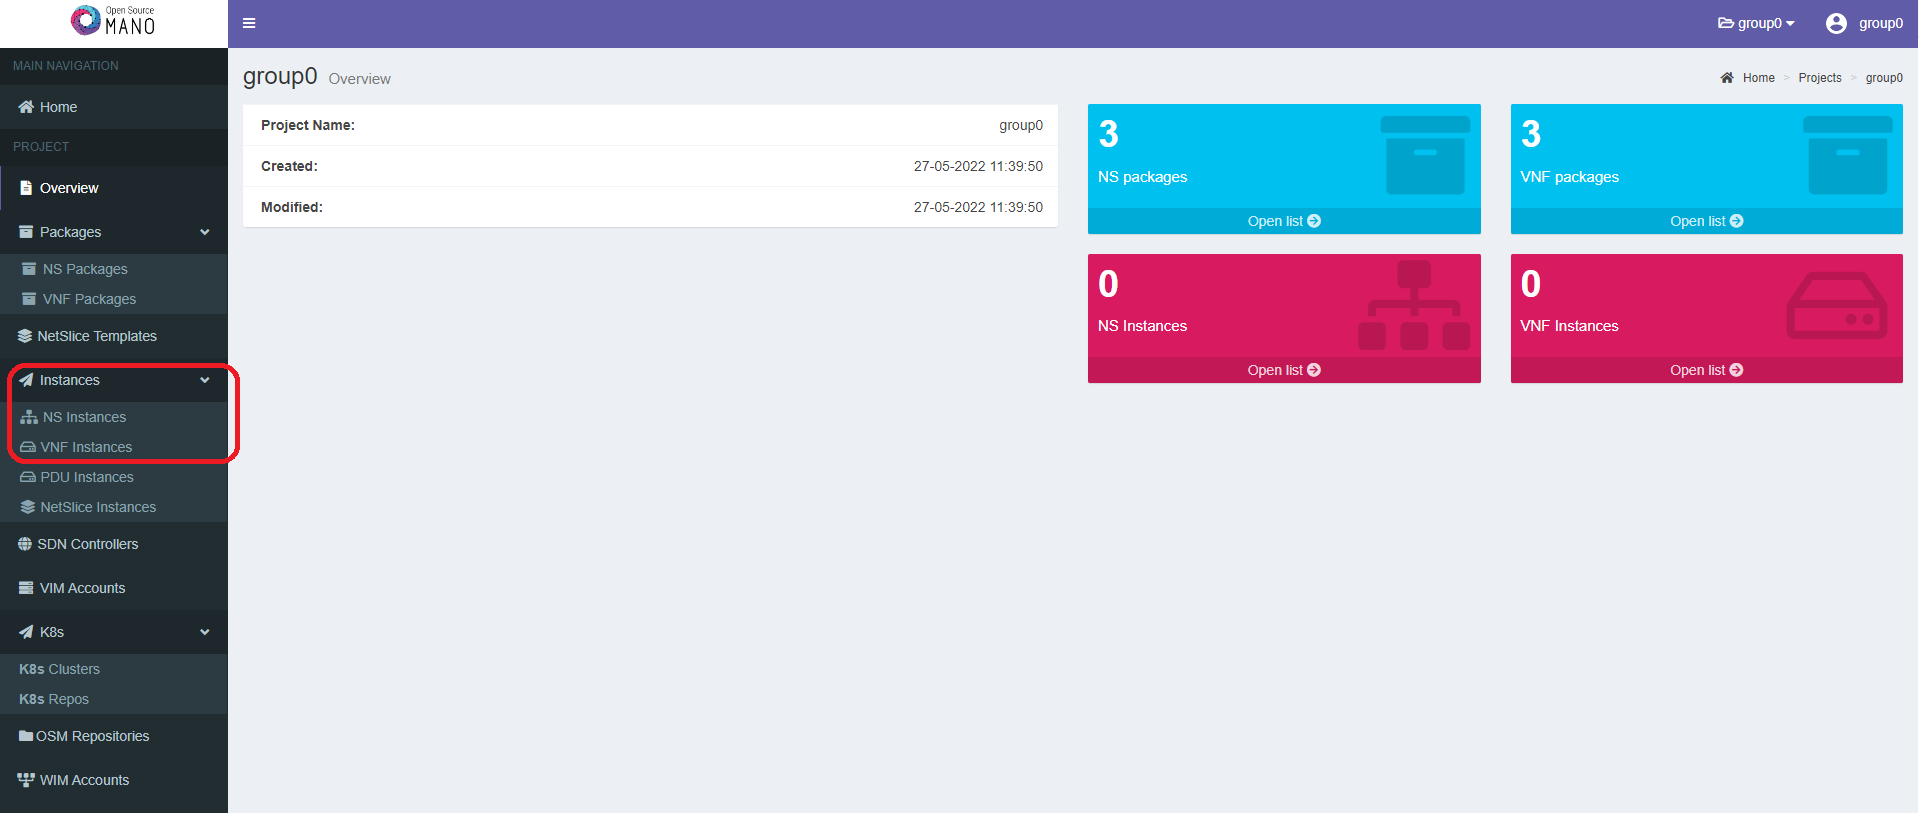 Open Source
MANO
group0
group0
MAIN NAVIGATION
Home
PROJECT
Overview
Packages
NS Packages
VNF Packages
NetSlice Templates
Instances
NS Instances
VNF Instances
PDU Instances
NetSlice Instances
SDN Controllers
VIM Accounts
K8s
K8s Clusters
K8s Repos
OSM Repositories
WIM Accounts
group0 Overview
Home > Projects > group0
Project Name: group0
Created: 27-05-2022 11:39:50
Modified: 27-05-2022 11:39:50
3
NS packages
Open list
3
VNF packages
Open list
0
NS Instances
Open list
0
VNF Instances
Open list